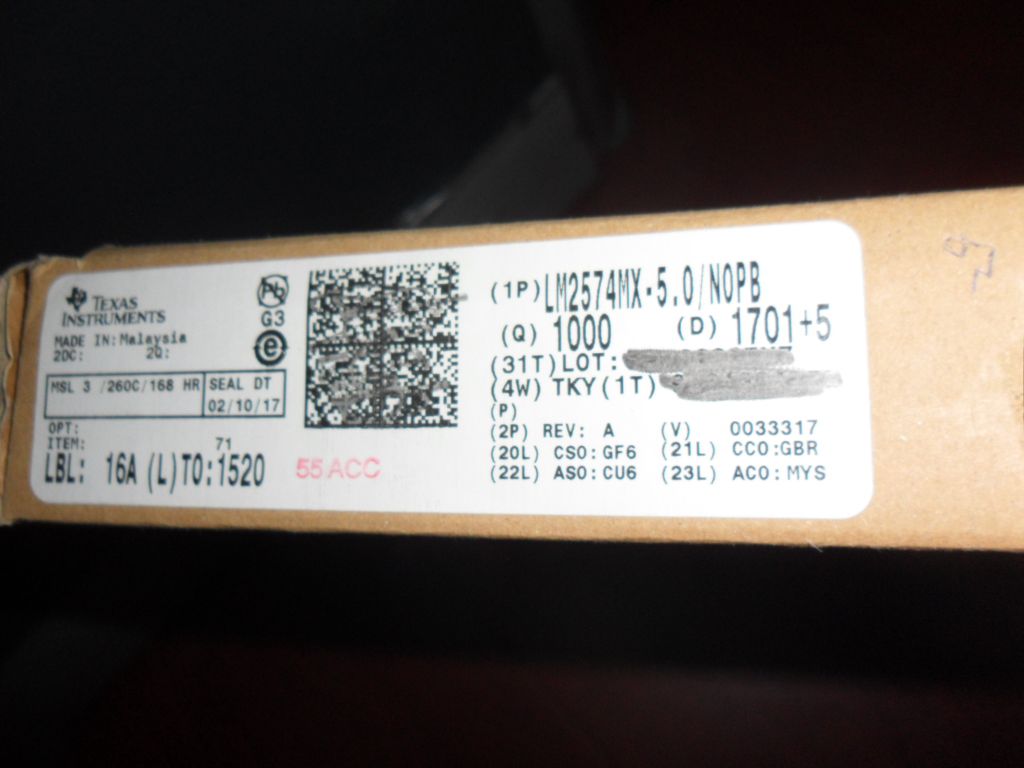 TEXAS
INSTRUMENTS
MADE IN: Malaysia
2DC: 2Q:
MSL 3 /260C/168 HR
SEAL DT
02/10/17
OPT:
ITEM: 71
LBL: 16A (L)TO:1520
Pb
G3
e
55 ACC
(1P)LM2574MX-5.0/NOPB
(Q) 1000 (D) 1701+5
(31T)LOT:
(4W) TKY(1T)
(P)
(2P) REV: A (V) 0033317
(20L) CSO:GF6 (21L) CCO:GBR
(22L) ASO:CU6 (23L) ACO:MYS